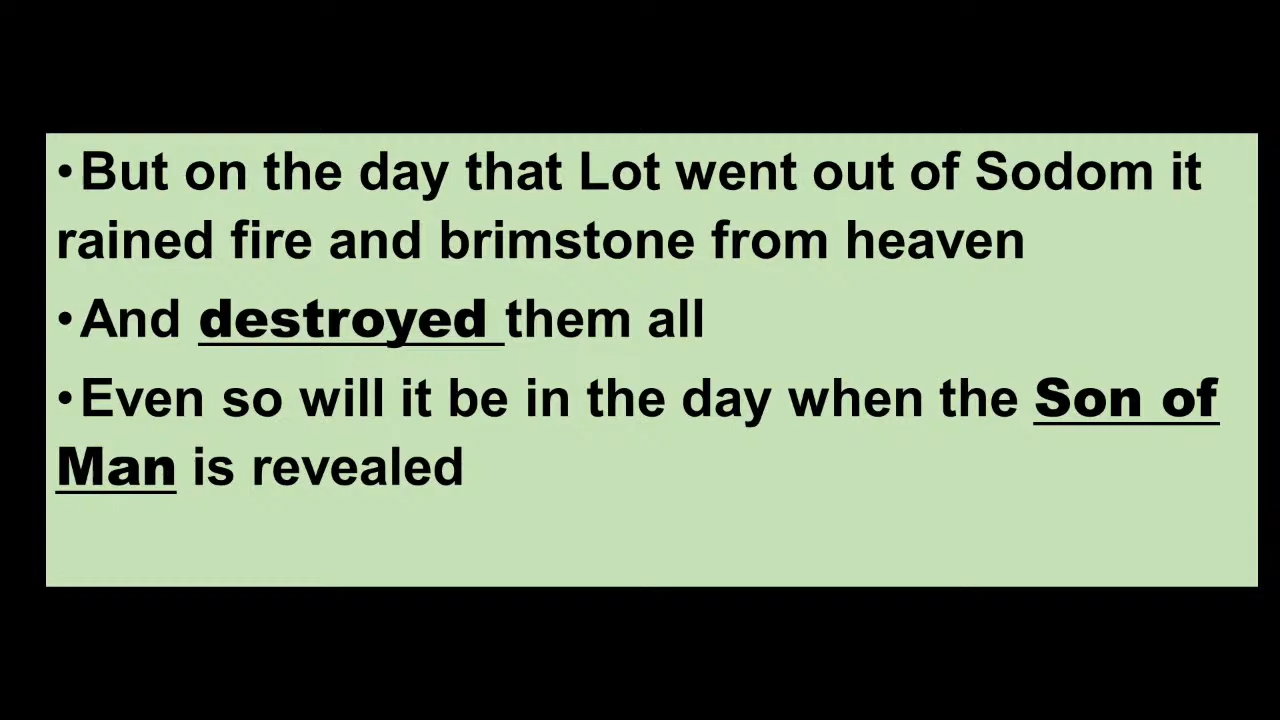 •But on the day that Lot went out of Sodom it
rained fire and brimstone from heaven
•And destroyed them all
•Even so will it be in the day when the Son of
Man is revealed